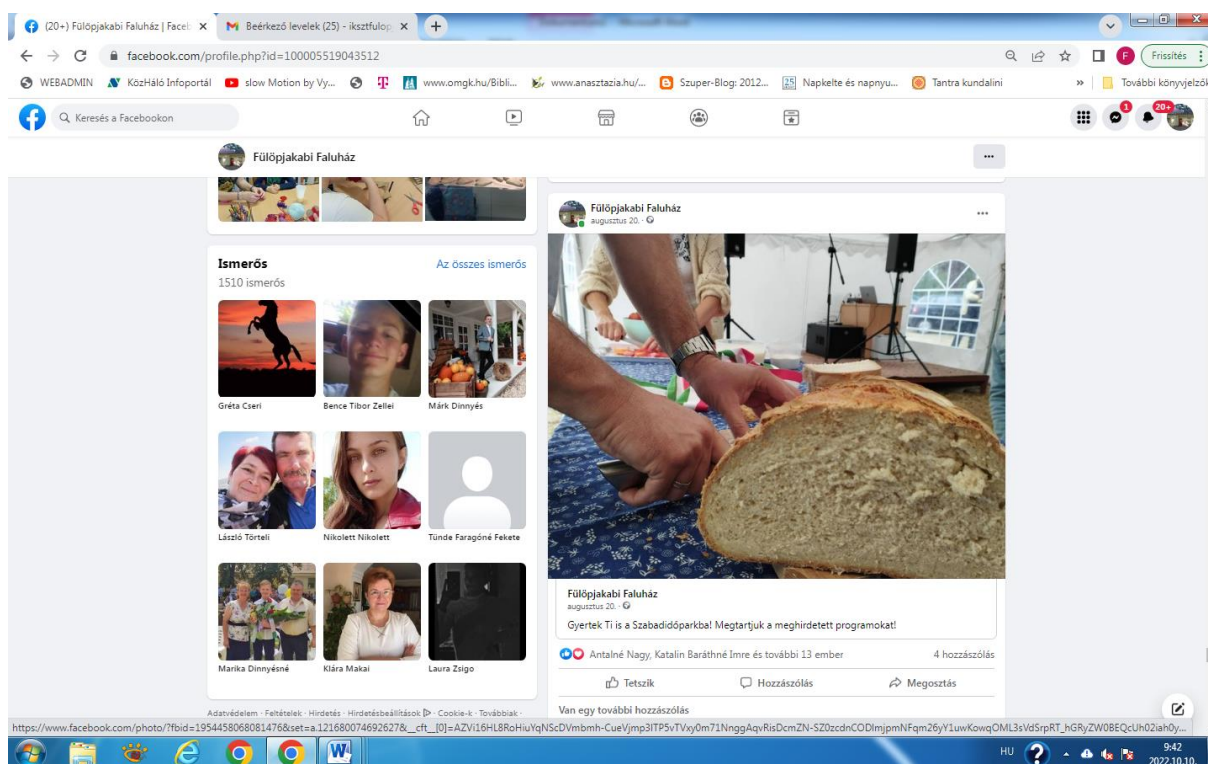 (20+) Fülöpjakabi Faluház | Faceb
Beérkező levelek (25) - iksztfulop
facebook.com/profile.php?id=100005519043512
Frissítés
WEBADMIN
KözHáló Infoportál
slow Motion by Vy...
www.omgk.hu/Bibli...
www.anasztazia.hu/...
Szuper-Blog: 2012...
Napkelte és napnyu...
Tantra kundalini
»
További könyvjelzők
Keresés a Facebookon
1
20+
Fülöpjakabi Faluház
Ismerős
Az összes ismerős
1510 ismerős
Gréta Cseri
Bence Tibor Zellei
Márk Dinnyés
László Törteli
Nikolett Nikolett
Tünde Faragóné Fekete
Marika Dinnyésné
Klára Makai
Laura Zsigo
Adatvédelem · Feltételek · Hirdetés · Hirdetésbeállítások · Cookie-k · Továbbiak ·
Fülöpjakabi Faluház
augusztus 20. ·
Fülöpjakabi Faluház
augusztus 20. ·
Gyertek Ti is a Szabadidőparkba! Megtartjuk a meghirdetett programokat!
Antalné Nagy, Katalin Baráthné Imre és további 13 ember
4 hozzászólás
Tetszik
Hozzászólás
Megosztás
Van egy további hozzászólás
HU
9:42
2022.10.10.